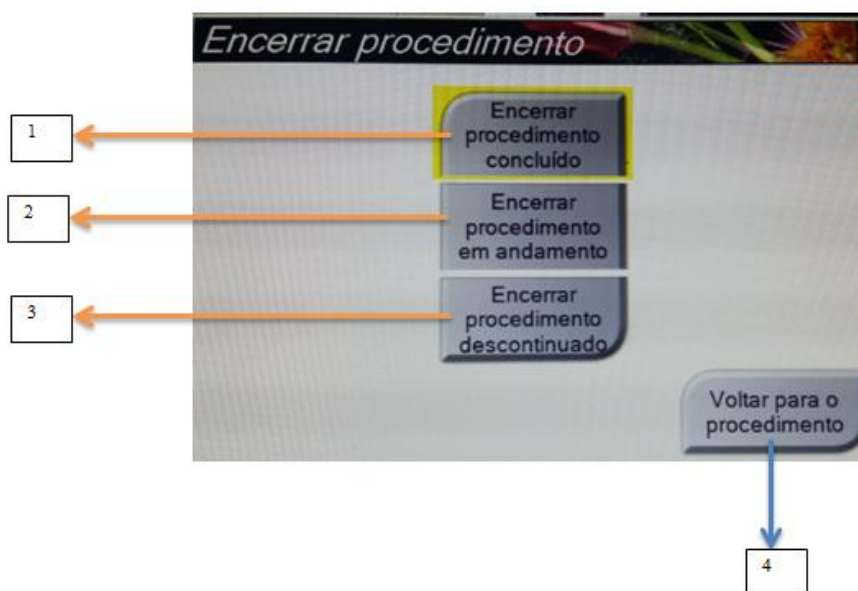 Encerrar procedimento
1
Encerrar
procedimento
concluído
2
Encerrar
procedimento
em andamento
3
Encerrar
procedimento
descontinuado
Voltar para o
procedimento
4